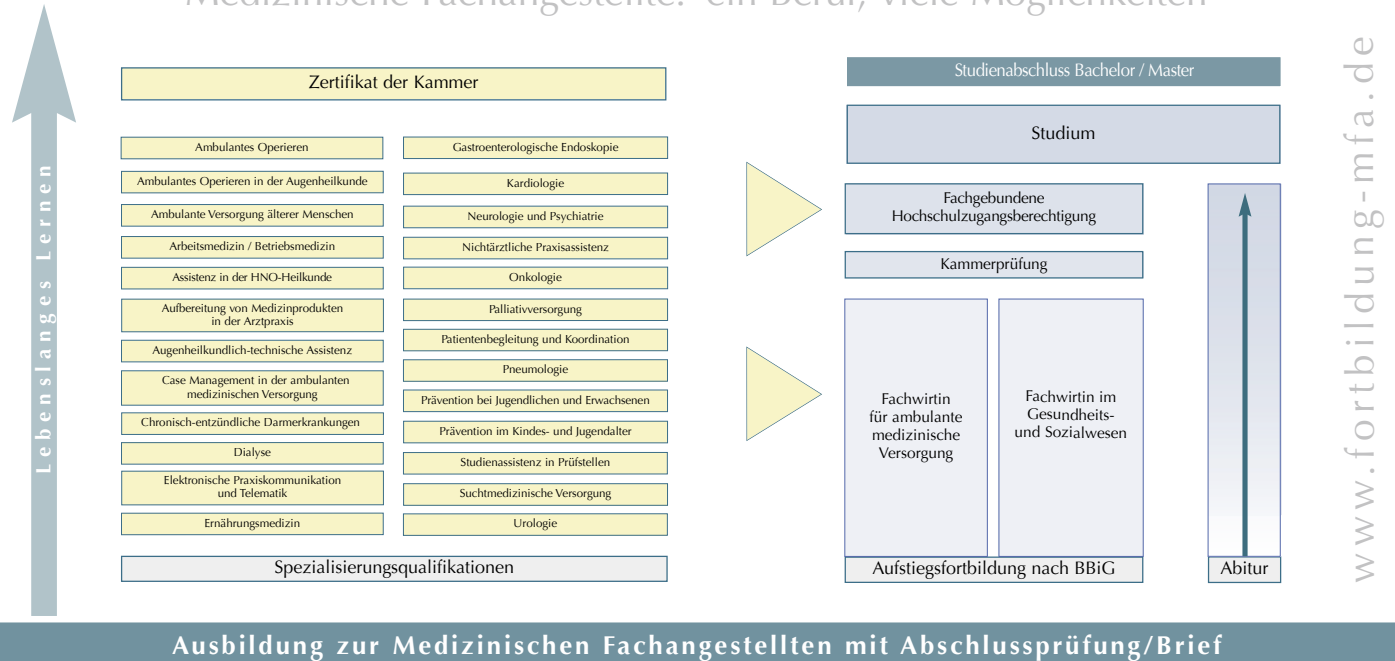 Medizinische Fachangestellte: ein Beruf, viele Möglichkeiten
Lebenslanges Lernen
Zertifikat der Kammer
Ambulantes Operieren
Ambulantes Operieren in der Augenheilkunde
Ambulante Versorgung älterer Menschen
Arbeitsmedizin / Betriebsmedizin
Assistenz in der HNO-Heilkunde
Aufbereitung von Medizinprodukten
in der Arztpraxis
Augenheilkundlich-technische Assistenz
Case Management in der ambulanten
medizinischen Versorgung
Chronisch-entzündliche Darmerkrankungen
Dialyse
Elektronische Praxiskommunikation
und Telematik
Ernährungsmedizin
Gastroenterologische Endoskopie
Kardiologie
Neurologie und Psychiatrie
Nichtärztliche Praxisassistenz
Onkologie
Palliativversorgung
Patientenbegleitung und Koordination
Pneumologie
Prävention bei Jugendlichen und Erwachsenen
Prävention im Kindes- und Jugendalter
Studienassistenz in Prüfstellen
Suchtmedizinische Versorgung
Urologie
Spezialisierungsqualifikationen
Studienabschluss Bachelor / Master
Studium
Fachgebundene
Hochschulzugangsberechtigung
Kammerprüfung
Fachwirtin
für ambulante
medizinische
Versorgung
Fachwirtin im
Gesundheits-
und Sozialwesen
Aufstiegsfortbildung nach BBiG
Abitur
www.fortbildung-mfa.de
Ausbildung zur Medizinischen Fachangestellten mit Abschlussprüfung/Brief